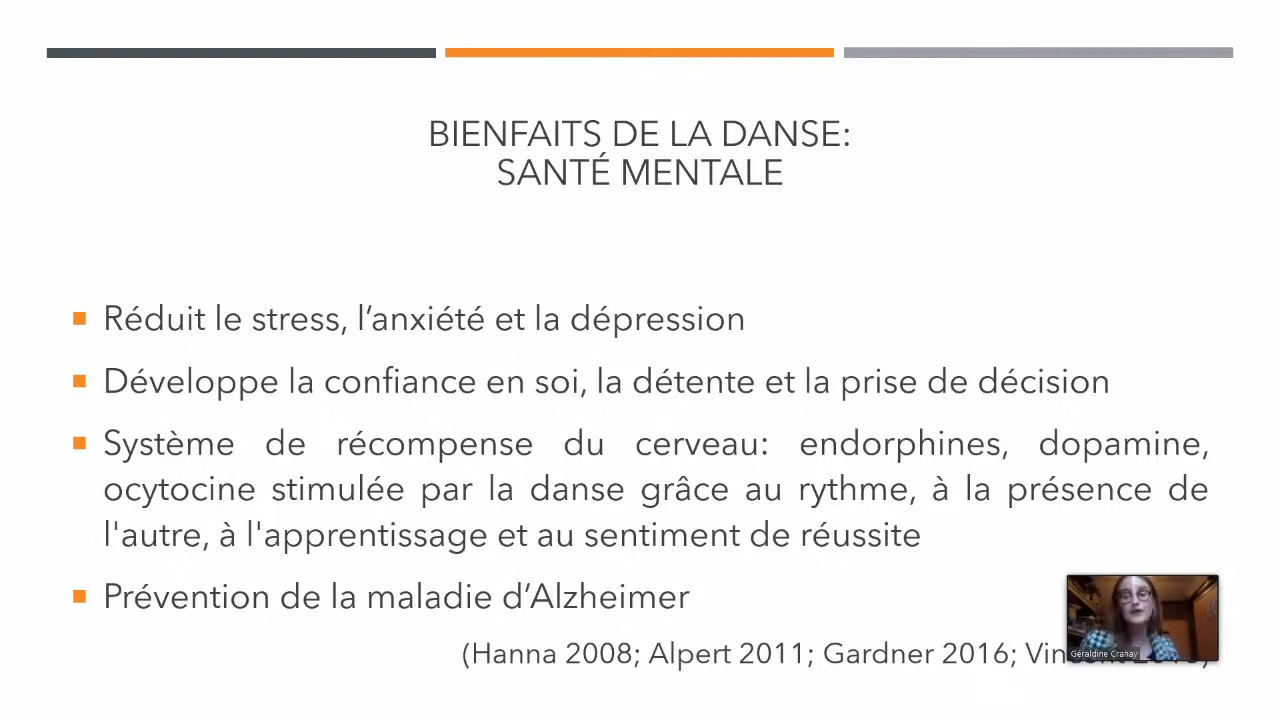 BIENFAITS DE LA DANSE:
SANTÉ MENTALE
Réduit le stress, l’anxiété et la dépression
Développe la confiance en soi, la détente et la prise de décision
Système de récompense du cerveau: endorphines, dopamine,
ocytocine stimulée par la danse grâce au rythme, à la présence de
l'autre, à l'apprentissage et au sentiment de réussite
Prévention de la maladie d’Alzheimer
(Hanna 2008; Alpert 2011; Gardner 2016;
Géraldine Crahay